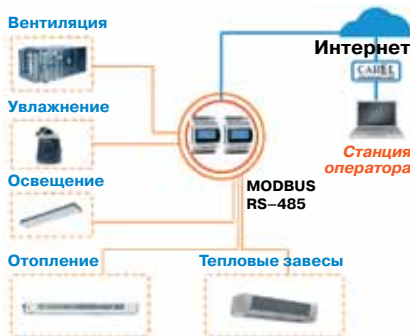 Вентиляция
Интернет
CAREL
Увлажнение
Станция
оператора
Освещение
MODBUS
RS–485
Отопление
Тепловые завесы